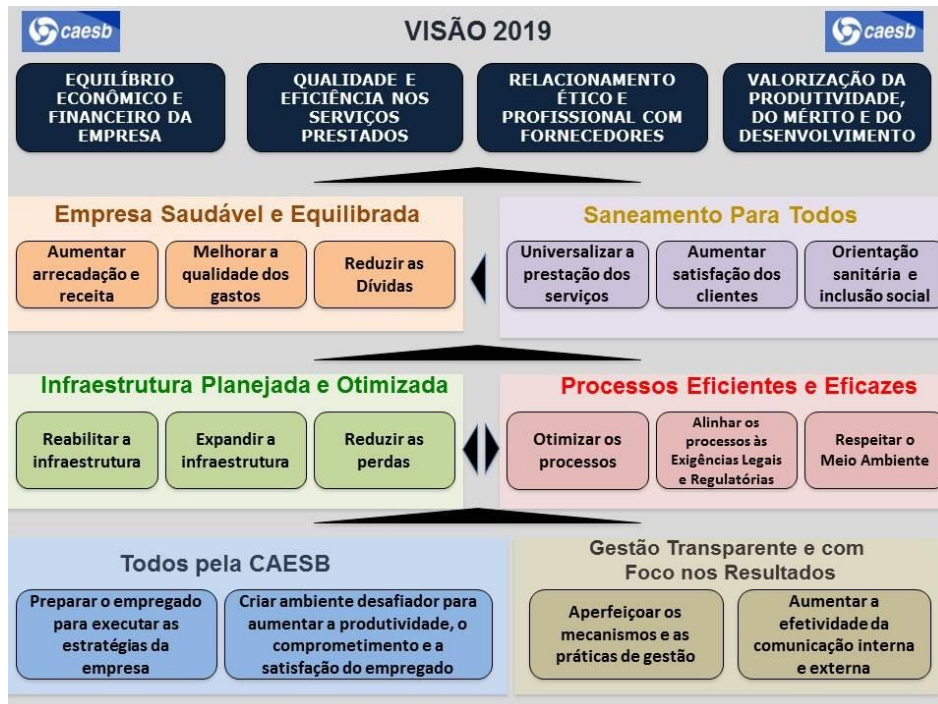 caesb
VISÃO 2019
caesb
EQUILÍBRIO
ECONÔMICO E
FINANCEIRO DA
EMPRESA
QUALIDADE E
EFICIÊNCIA NOS
SERVIÇOS
PRESTADOS
RELACIONAMENTO
ÉTICO E
PROFISSIONAL COM
FORNECEDORES
VALORIZAÇÃO DA
PRODUTIVIDADE,
DO MÉRITO E DO
DESENVOLVIMENTO
Empresa Saudável e Equilibrada
Aumentar
arrecadação e
receita
Melhorar a
qualidade dos
gastos
Reduzir as
Dívidas
Saneamento Para Todos
Universalizar a
prestação dos
serviços
Aumentar
satisfação dos
clientes
Orientação
sanitária e
inclusão social
Infraestrutura Planejada e Otimizada
Reabilitar a
infraestrutura
Expandir a
infraestrutura
Reduzir as
perdas
Processos Eficientes e Eficazes
Otimizar os
processos
Alinhar os
processos às
Exigências Legais
e Regulatórias
Respeitar o
Meio Ambiente
Todos pela CAESB
Preparar o empregado
para executar as
estratégias da
empresa
Criar ambiente desafiador para
aumentar a produtividade, o
comprometimento e a
satisfação do empregado
Gestão Transparente e com
Foco nos Resultados
Aperfeiçoar os
mecanismos e as
práticas de gestão
Aumentar a
efetividade da
comunicação interna
e externa